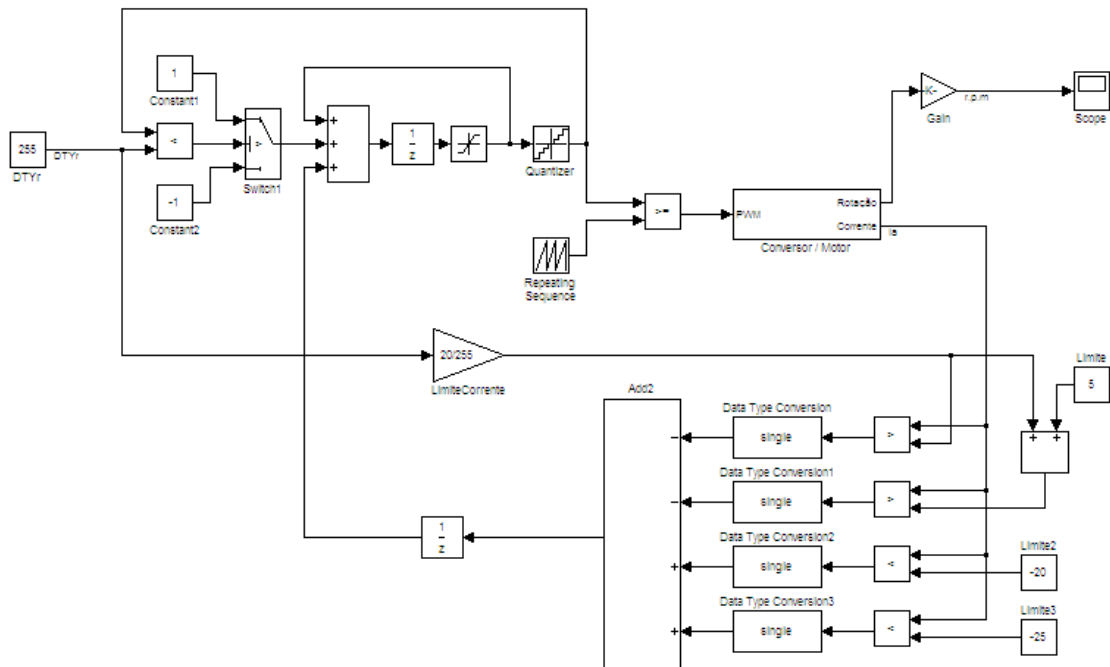 1
Constant1
255
DTYr
DTYr
<
>
Switch1
-1
Constant2
+
+
+
1
z
Quantizer
>=
Repeating
Sequence
PWM
Rotação
Corrente
Conversor / Motor
Ia
-K-
Gain
r.p.m
Scope
20/255
LimiteCorrente
Limite
5
+ +
Add2
Data Type Conversion
−
single
>
Data Type Conversion1
−
single
>
Data Type Conversion2
+
single
<
Limite2
-20
Data Type Conversion3
+
single
<
Limite3
-25
1
z